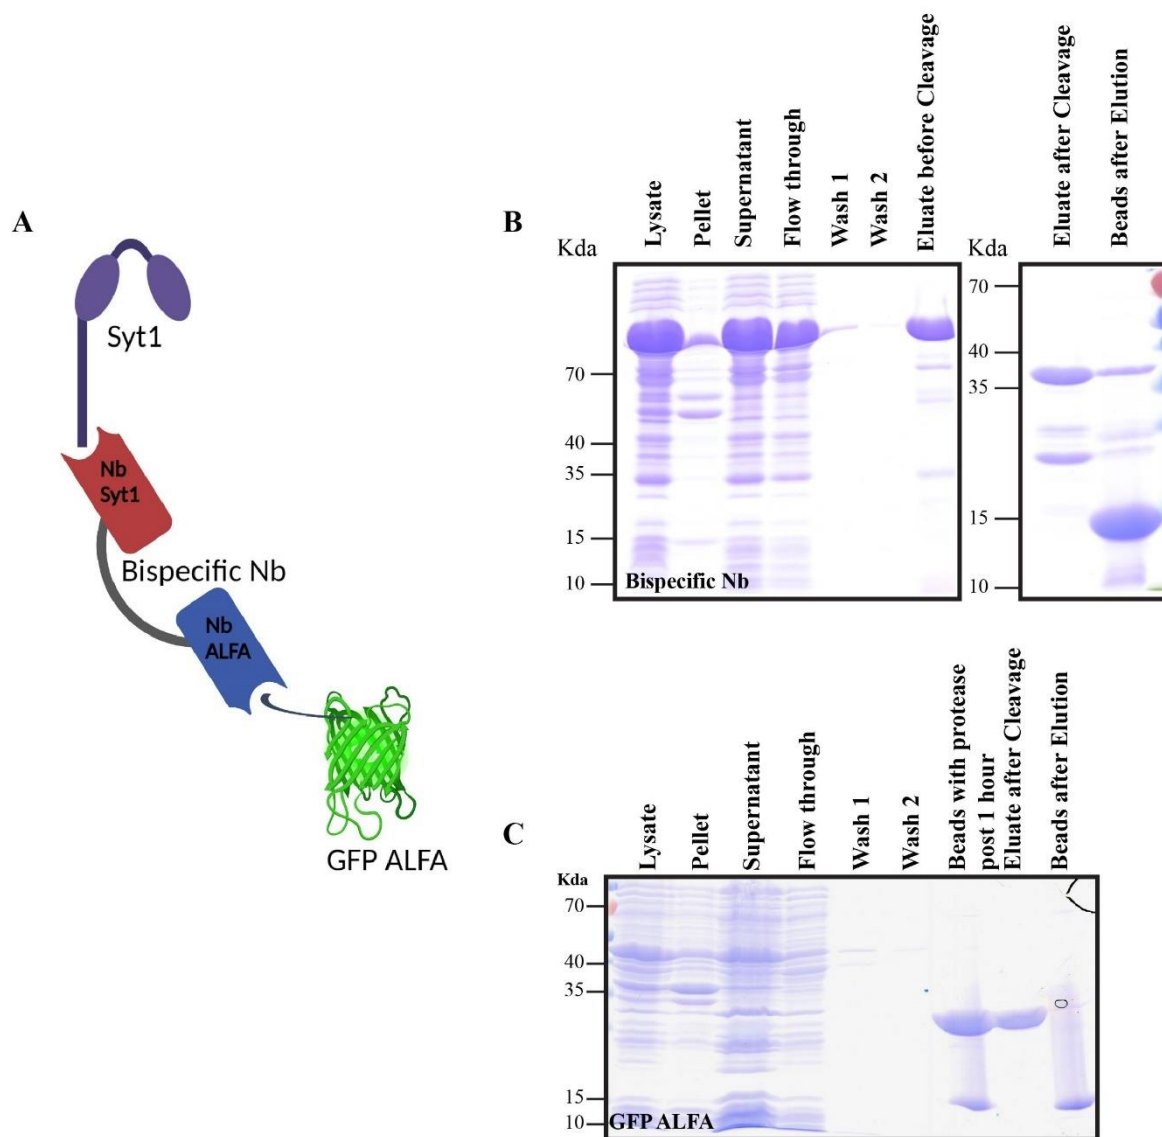 A
Syt1
Nb
Syt1
Bispecific Nb
Nb
ALFA
GFP ALFA
B
Kda
Lysate
Pellet
Supernatant
Flow through
Wash 1
Wash 2
Eluate before Cleavage
70
40
35
15
10
Bispecific Nb
Kda
Eluate after Cleavage
Beads after Elution
70
40
35
15
10
C
Kda
Lysate
Pellet
Supernatant
Flow through
Wash 1
Wash 2
Beads with protease
post 1 hour
Eluate after Cleavage
Beads after Elution
70
40
35
15
10
GFP ALFA